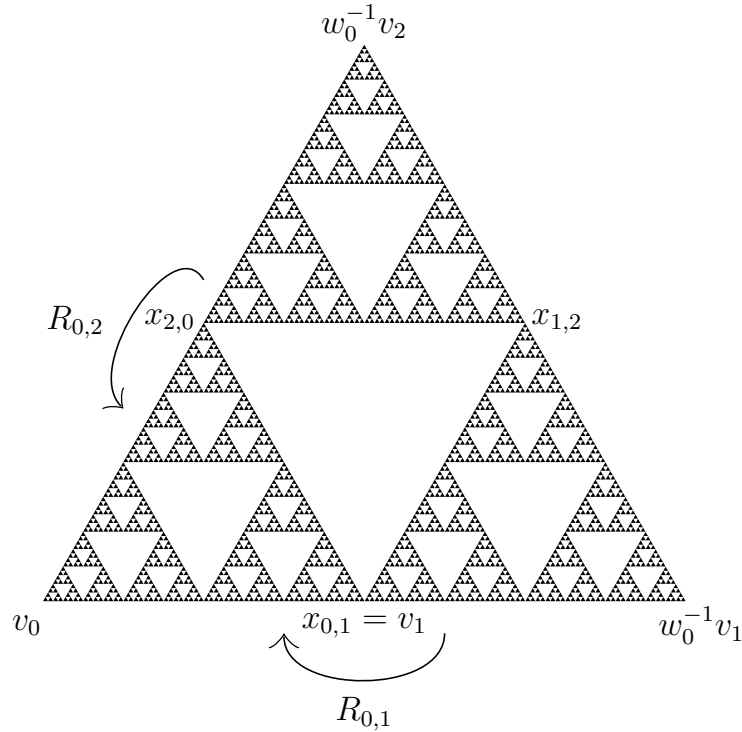 w_0^{-1}v_2
R_{0,2}
x_{2,0}
x_{1,2}
v_0
x_{0,1} = v_1
w_0^{-1}v_1
R_{0,1}